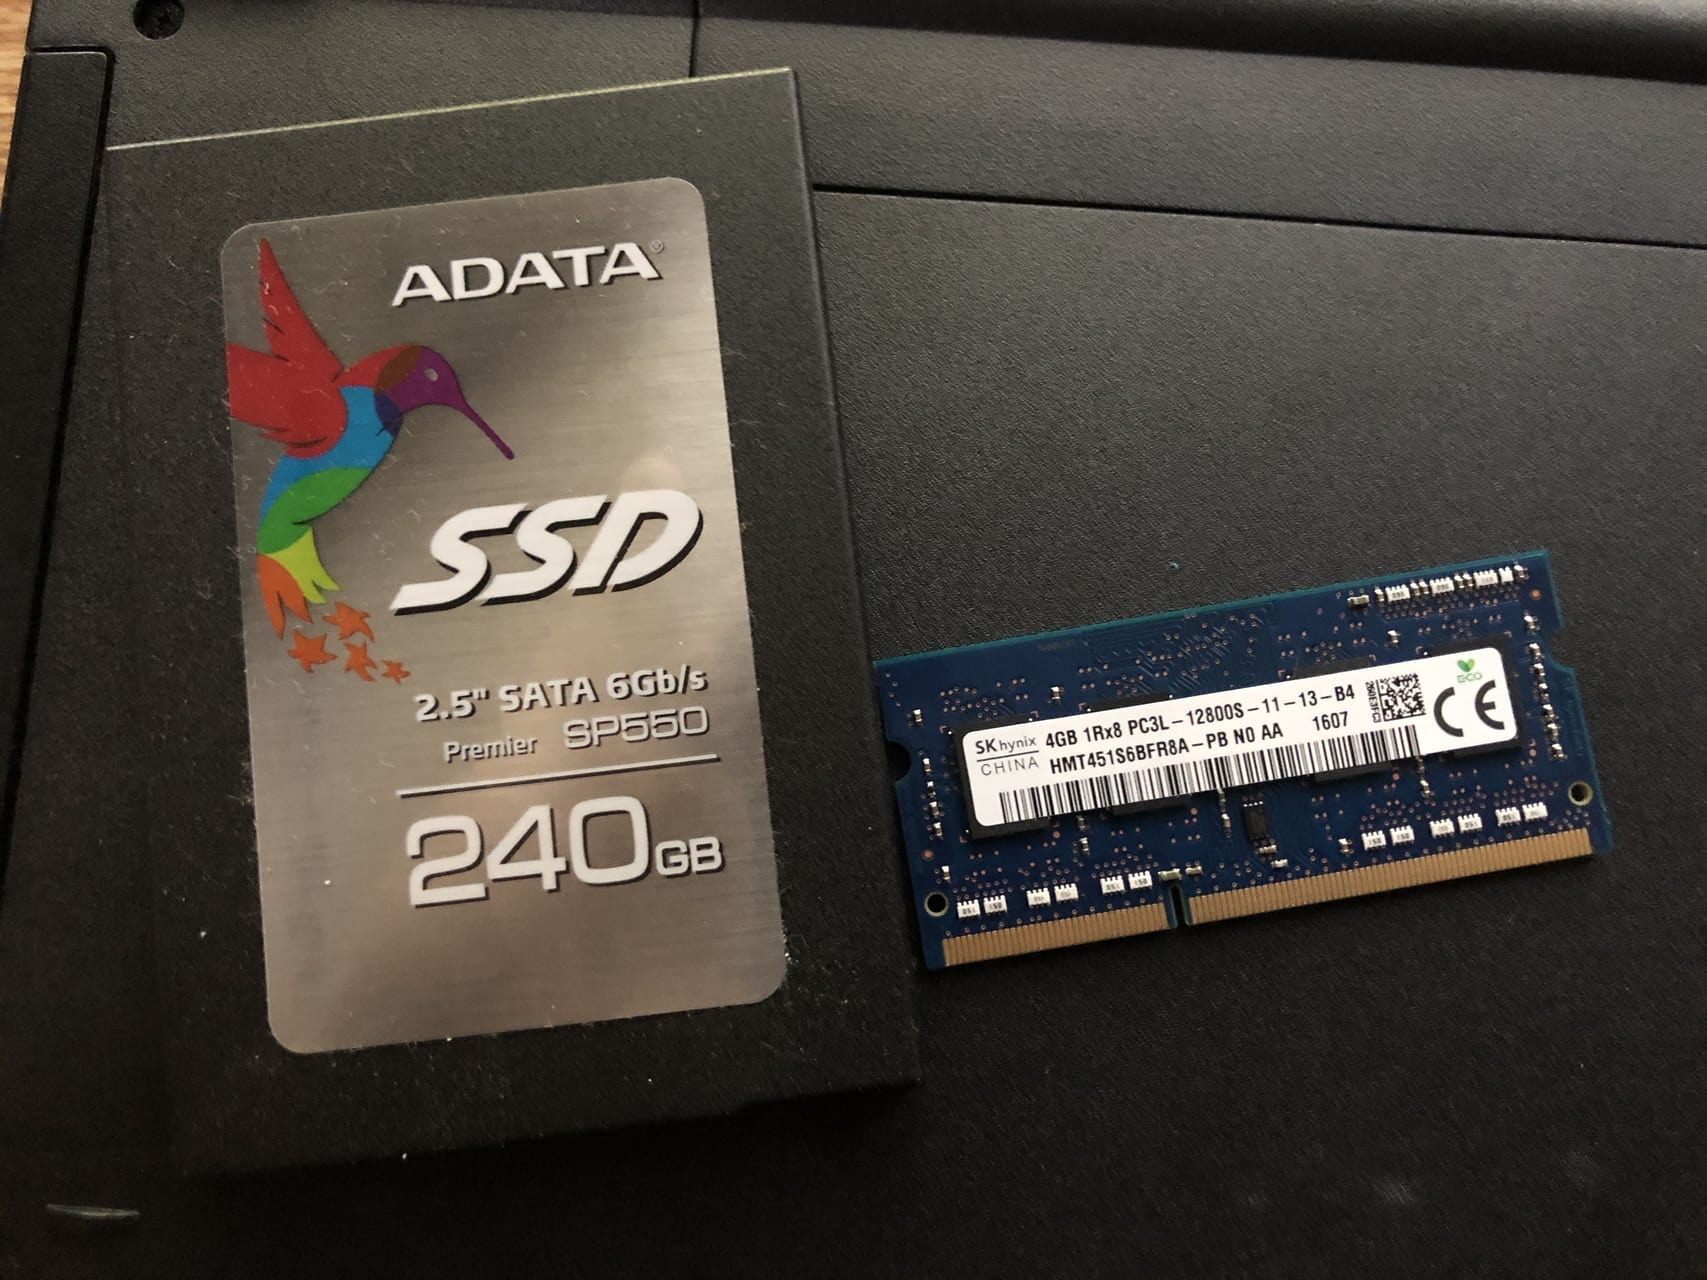 ADATA®
SSD
2.5" SATA 6Gb/s
Premier SP550
240GB
SK hynix
CHINA
4GB 1Rx8 PC3L-12800S-11-13-B4
HMT451S6BFR8A-PB N0 AA 1607
ECO
CE